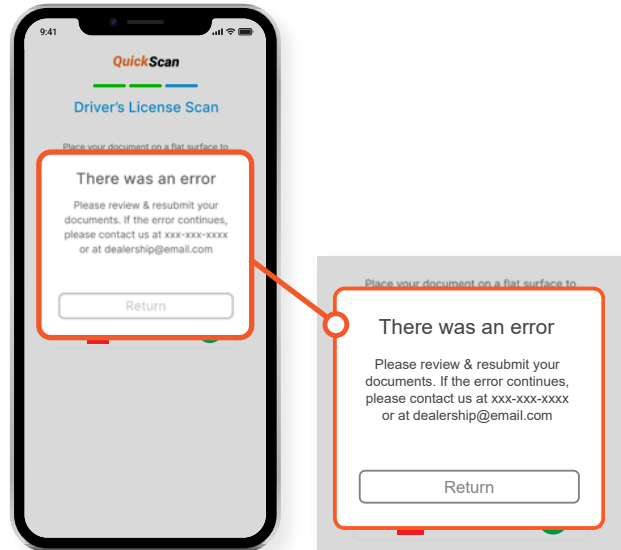 9:41
QuickScan
Driver's License Scan
Place your document on a flat surface to
There was an error
Please review & resubmit your
documents. If the error continues,
please contact us at xxx-xxx-xxxx
or at dealership@email.com
Return
Place your document on a flat surface to
There was an error
Please review & resubmit your
documents. If the error continues,
please contact us at xxx-xxx-xxxx
or at dealership@email.com
Return